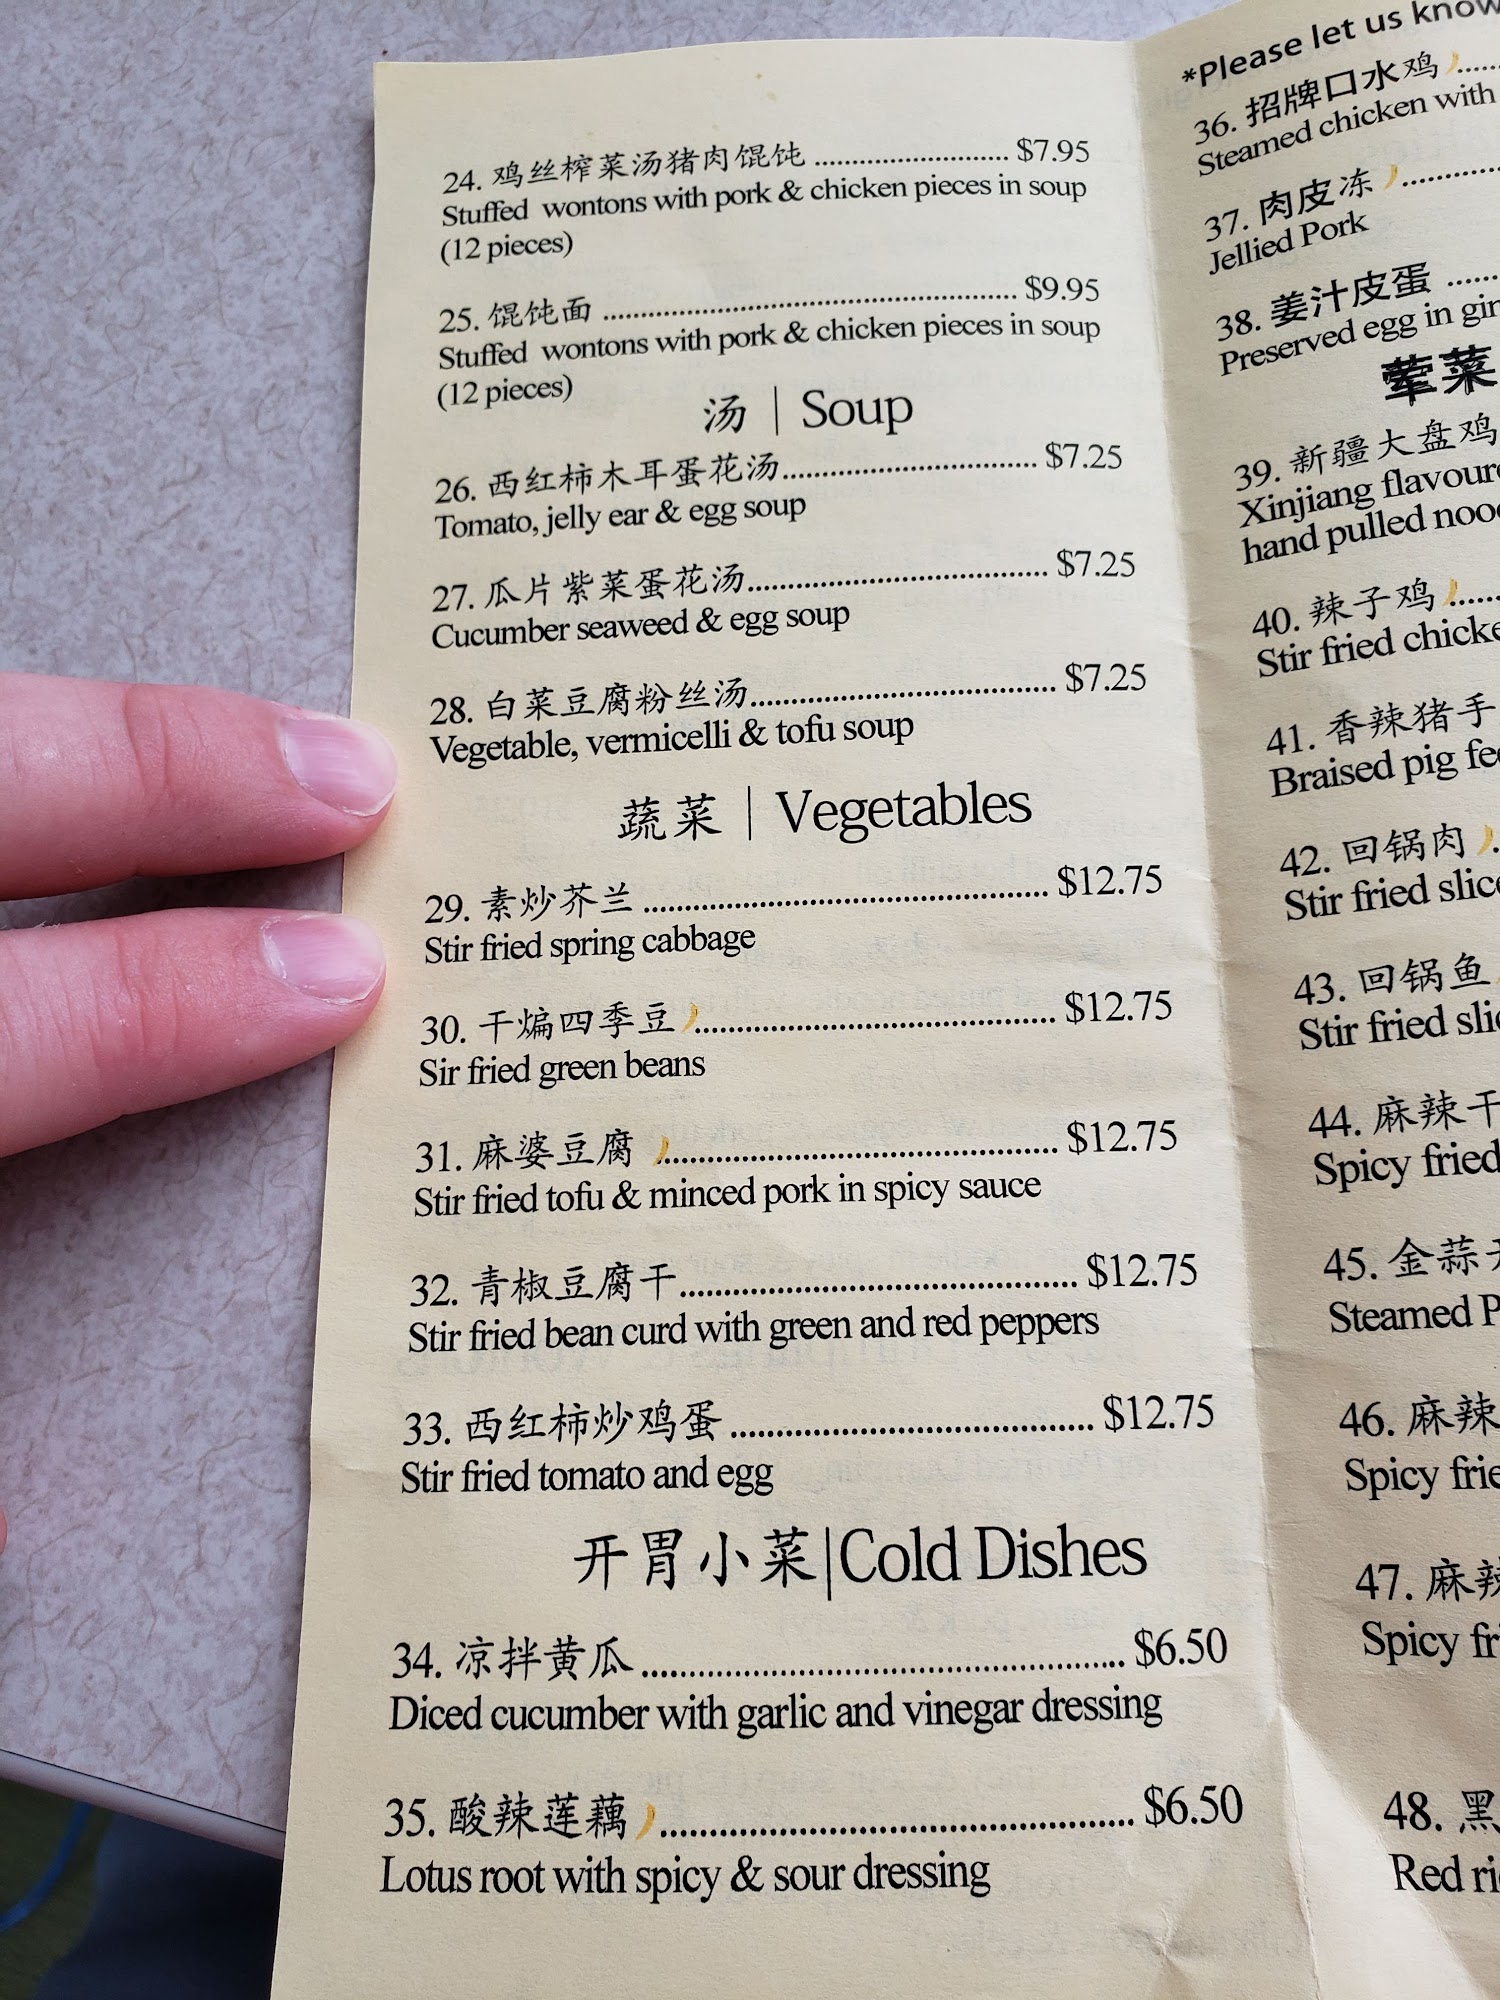 24. 鸡丝榨菜汤猪肉馄饨 ........................ $7.95
Stuffed wontons with pork & chicken pieces in soup
(12 pieces)
25. 馄饨面 .................................................. $9.95
Stuffed wontons with pork & chicken pieces in soup
(12 pieces)
汤 | Soup
26. 西红柿木耳蛋花汤............................... $7.25
Tomato, jelly ear & egg soup
27. 瓜片紫菜蛋花汤..................................... $7.25
Cucumber seaweed & egg soup
28. 白菜豆腐粉丝汤..................................... $7.25
Vegetable, vermicelli & tofu soup
蔬菜 | Vegetables
29. 素炒芥兰 ................................................ $12.75
Stir fried spring cabbage
30. 干煸四季豆........................................... $12.75
Sir fried green beans
31. 麻婆豆腐 ............................................... $12.75
Stir fried tofu & minced pork in spicy sauce
32. 青椒豆腐干............................................... $12.75
Stir fried bean curd with green and red peppers
33. 西红柿炒鸡蛋 .......................................... $12.75
Stir fried tomato and egg
开胃小菜|Cold Dishes
34. 凉拌黄瓜..................................................... $6.50
Diced cucumber with garlic and vinegar dressing
35. 酸辣莲藕.................................................... $6.50
Lotus root with spicy & sour dressing
*Please let us know
36. 招牌口水鸡......
Steamed chicken with
37. 肉皮冻............
Jellied Pork
38. 姜汁皮蛋 ......
Preserved egg in
荤菜
39. 新疆大盘鸡
Xinjiang
hand pulled
40. 辣子鸡......
Stir fried
41. 香辣猪手
Braised pig
42. 回锅肉
Stir fried
43. 回锅鱼
Stir fried
44. 麻辣干
Spicy fried
45. 金蒜
Steamed
46. 麻辣
Spicy
47. 麻辣
Spicy
48. 黑
Red